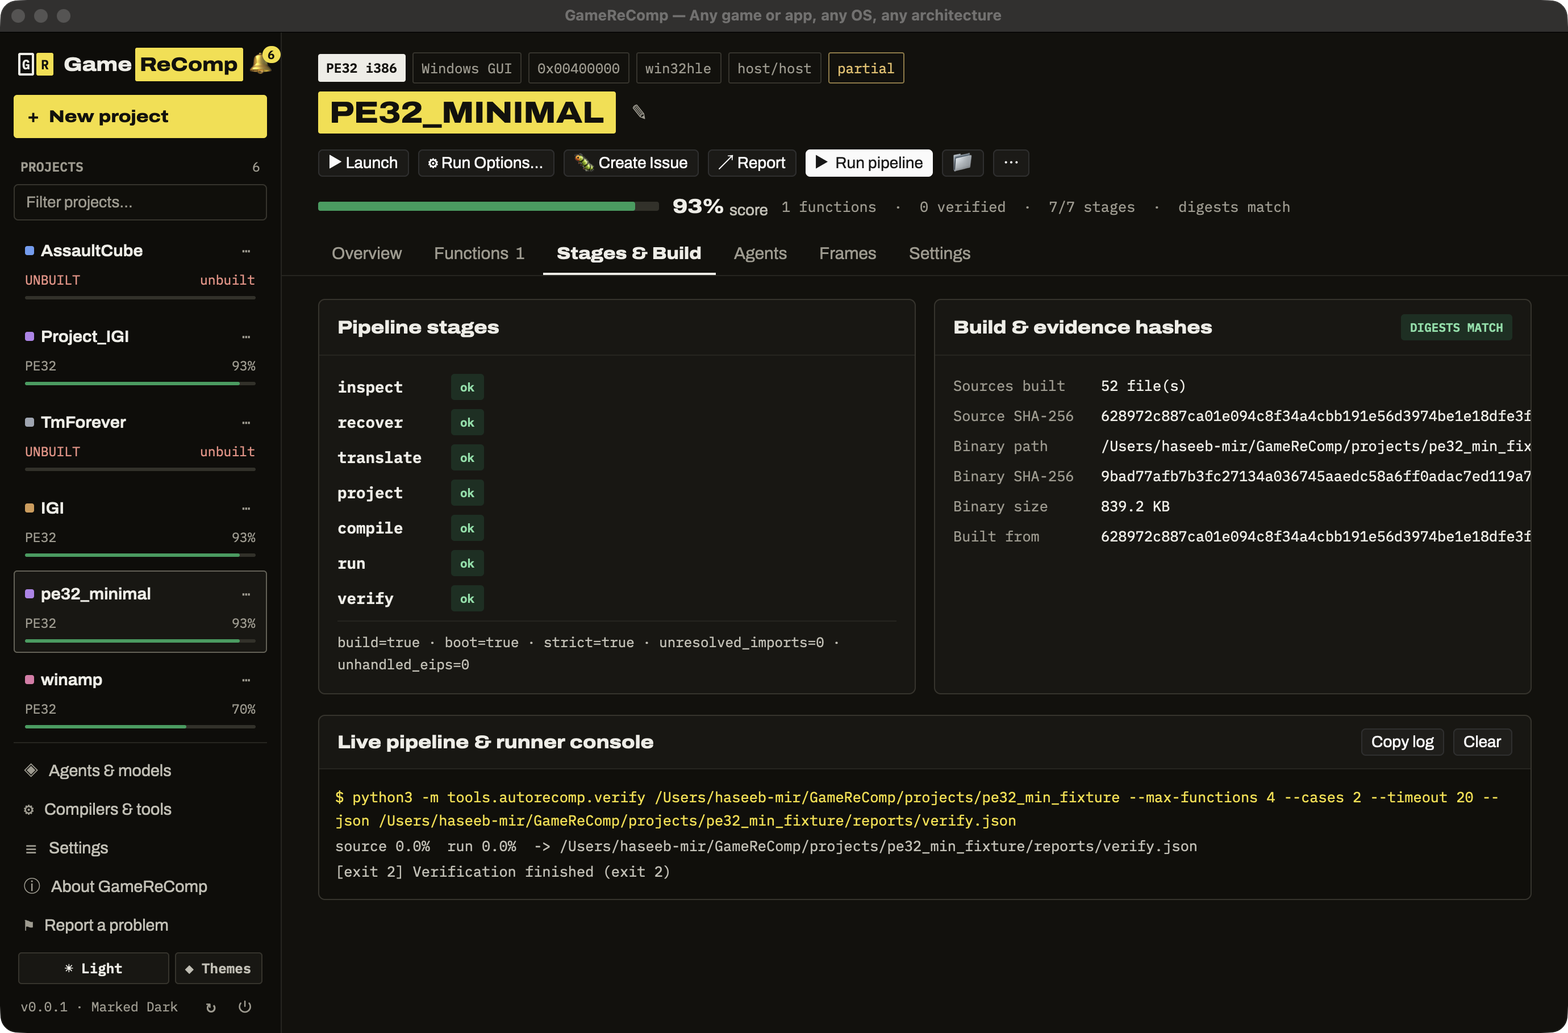 GameReComp — Any game or app, any OS, any architecture
G R Game ReComp 6
+ New project
PROJECTS 6
Filter projects...
AssaultCube ...
UNBUILT unbuilt
Project_IGI ...
PE32 93%
TmForever ...
UNBUILT unbuilt
IGI ...
PE32 93%
pe32_minimal ...
PE32 93%
winamp ...
PE32 70%
Agents & models
Compilers & tools
Settings
About GameReComp
Report a problem
Light
Themes
v0.0.1 · Marked Dark
PE32 i386 Windows GUI 0x00400000 win32hle host/host partial
PE32_MINIMAL
Launch Run Options... Create Issue Report Run pipeline ...
93% score 1 functions · 0 verified · 7/7 stages · digests match
Overview Functions 1 Stages & Build Agents Frames Settings
Pipeline stages
inspect ok
recover ok
translate ok
project ok
compile ok
run ok
verify ok
build=true · boot=true · strict=true · unresolved_imports=0 ·
unhandled_eips=0
Build & evidence hashes DIGESTS MATCH
Sources built 52 file(s)
Source SHA-256 628972c887ca01e094c8f34a4cbb191e56d3974be1e18dfe3f
Binary path /Users/haseeb-mir/GameReComp/projects/pe32_min_fix
Binary SHA-256 9bad77afb7b3fc27134a036745aaedc58a6ff0adac7ed119a7
Binary size 839.2 KB
Built from 628972c887ca01e094c8f34a4cbb191e56d3974be1e18dfe3f
Live pipeline & runner console Copy log Clear
$ python3 -m tools.autorecomp.verify /Users/haseeb-mir/GameReComp/projects/pe32_min_fixture --max-functions 4 --cases 2 --timeout 20 --
json /Users/haseeb-mir/GameReComp/projects/pe32_min_fixture/reports/verify.json
source 0.0% run 0.0% -> /Users/haseeb-mir/GameReComp/projects/pe32_min_fixture/reports/verify.json
[exit 2] Verification finished (exit 2)